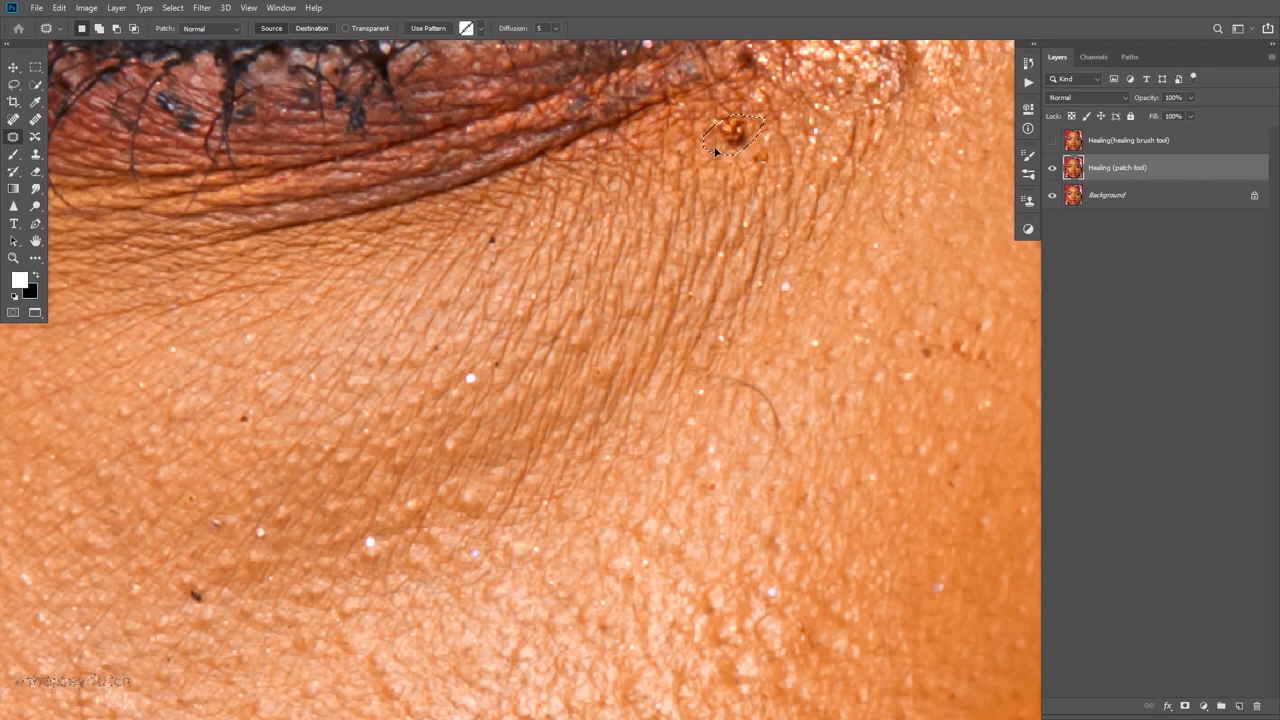 File Edit Image Layer Type Select Filter 3D View Window Help
Patch: Normal Source Destination Transparent Use Pattern Diffusion: 5
Layers Channels Paths
Kind
Normal Opacity: 100%
Lock: Fill: 100%
Healing(healing brush tool)
Healing (patch tool)
Background